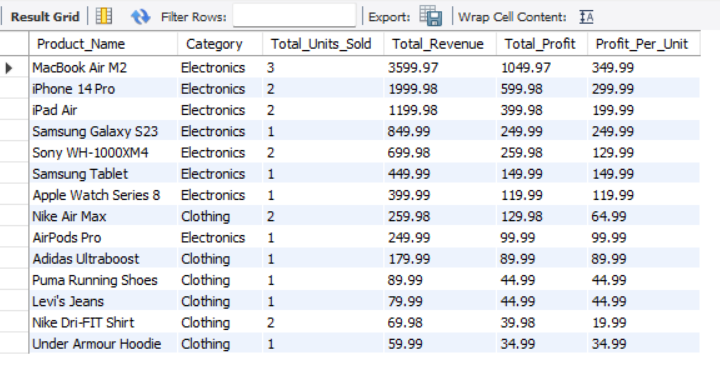 Result Grid Filter Rows: Export: Wrap Cell Content: IA
Product_Name Category Total_Units_Sold Total_Revenue Total_Profit Profit_Per_Unit
MacBook Air M2 Electronics 3 3599.97 1049.97 349.99
iPhone 14 Pro Electronics 2 1999.98 599.98 299.99
iPad Air Electronics 2 1199.98 399.98 199.99
Samsung Galaxy S23 Electronics 1 849.99 249.99 249.99
Sony WH-1000XM4 Electronics 2 699.98 259.98 129.99
Samsung Tablet Electronics 1 449.99 149.99 149.99
Apple Watch Series 8 Electronics 1 399.99 119.99 119.99
Nike Air Max Clothing 2 259.98 129.98 64.99
AirPods Pro Electronics 1 249.99 99.99 99.99
Adidas Ultraboost Clothing 1 179.99 89.99 89.99
Puma Running Shoes Clothing 1 89.99 44.99 44.99
Levi's Jeans Clothing 1 79.99 44.99 44.99
Nike Dri-FIT Shirt Clothing 2 69.98 39.98 19.99
Under Armour Hoodie Clothing 1 59.99 34.99 34.99